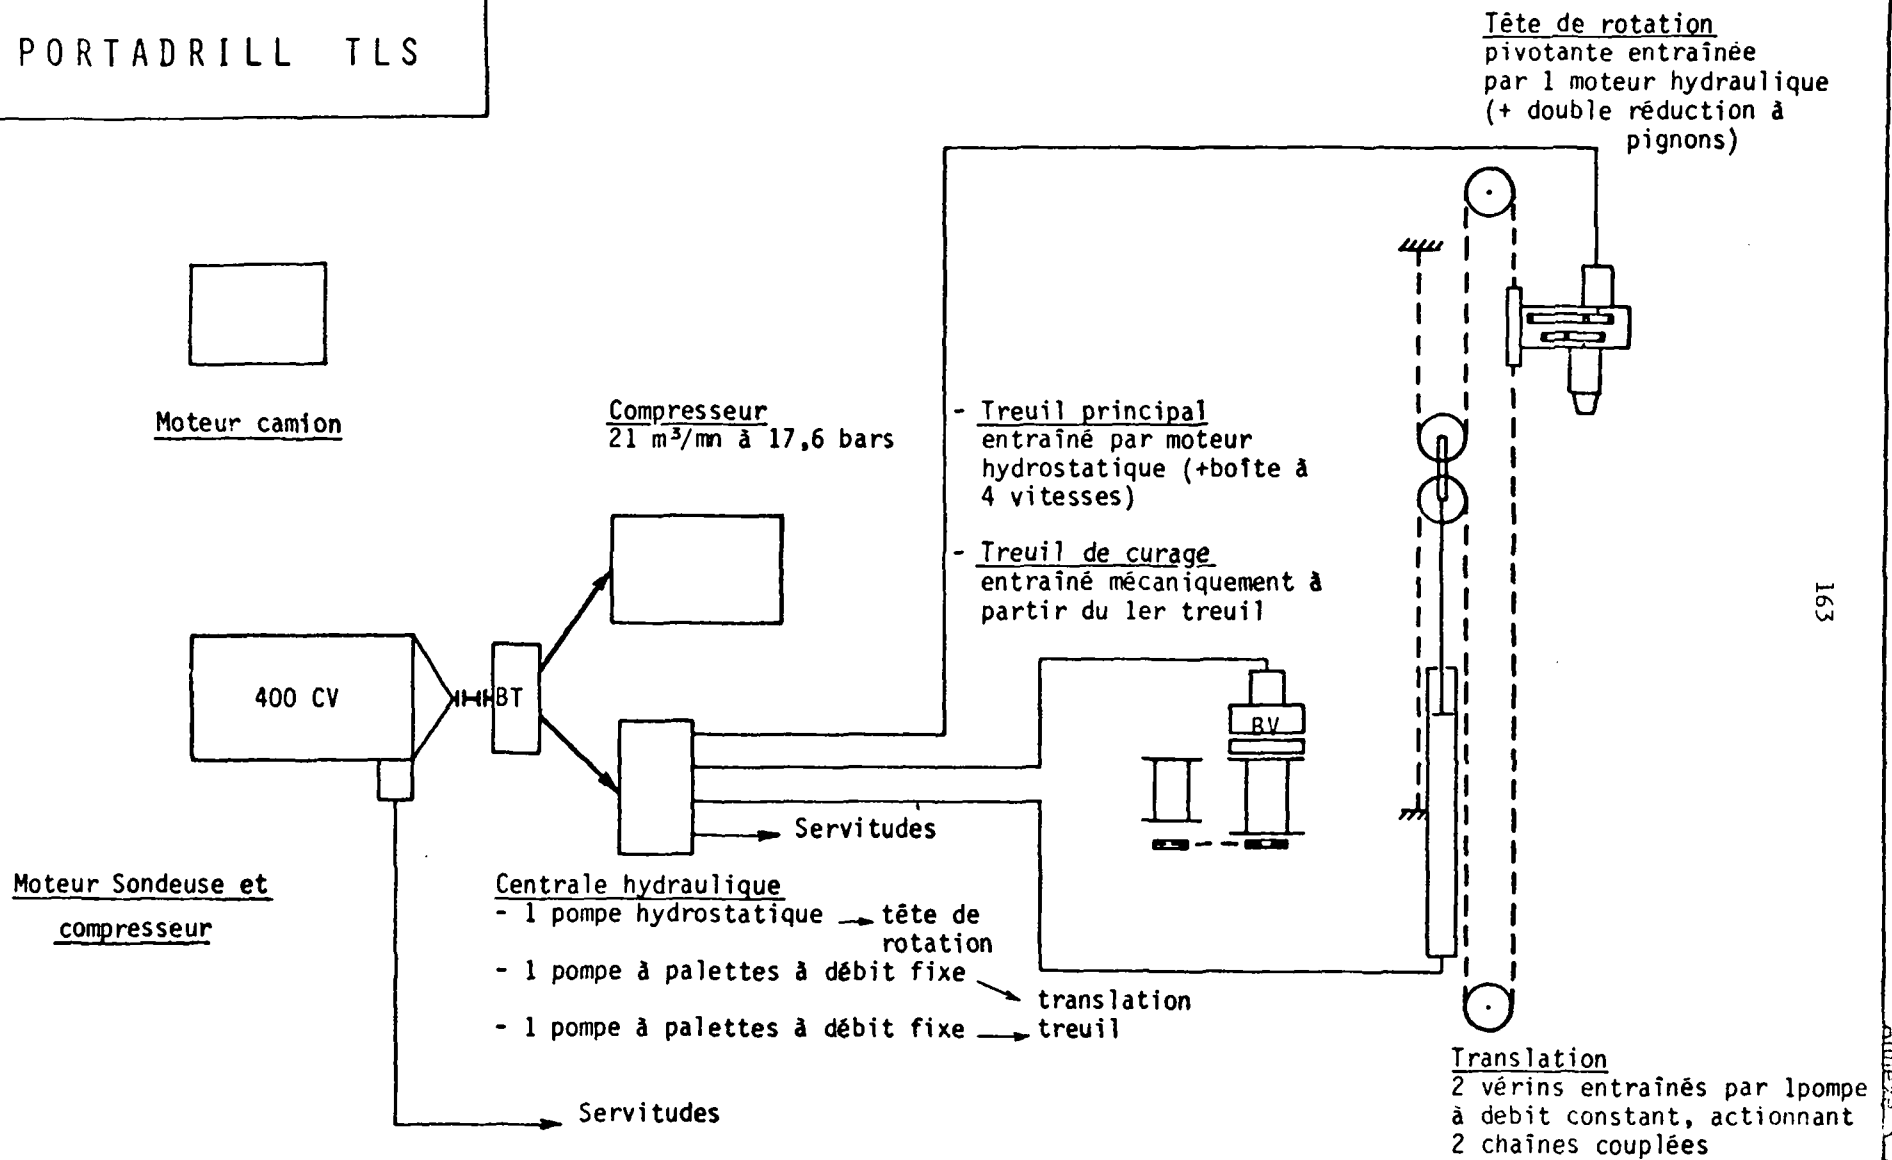 PORTADRILL TLS
Tête de rotation
pivotante entraînée
par 1 moteur hydraulique
(+ double réduction à
pignons)
Moteur camion
Compresseur
21 m³/mn à 17,6 bars
- Treuil principal
entraîné par moteur
hydrostatique (+boîte à
4 vitesses)
- Treuil de curage
entraîné mécaniquement à
partir du 1er treuil
163
400 CV
BT
BV
Servitudes
Moteur Sondeuse et
compresseur
Centrale hydraulique
- 1 pompe hydrostatique → tête de
rotation
- 1 pompe à palettes à débit fixe
translation
- 1 pompe à palettes à débit fixe → treuil
Servitudes
Translation
2 vérins entraînés par 1pompe
à debit constant, actionnant
2 chaînes couplées